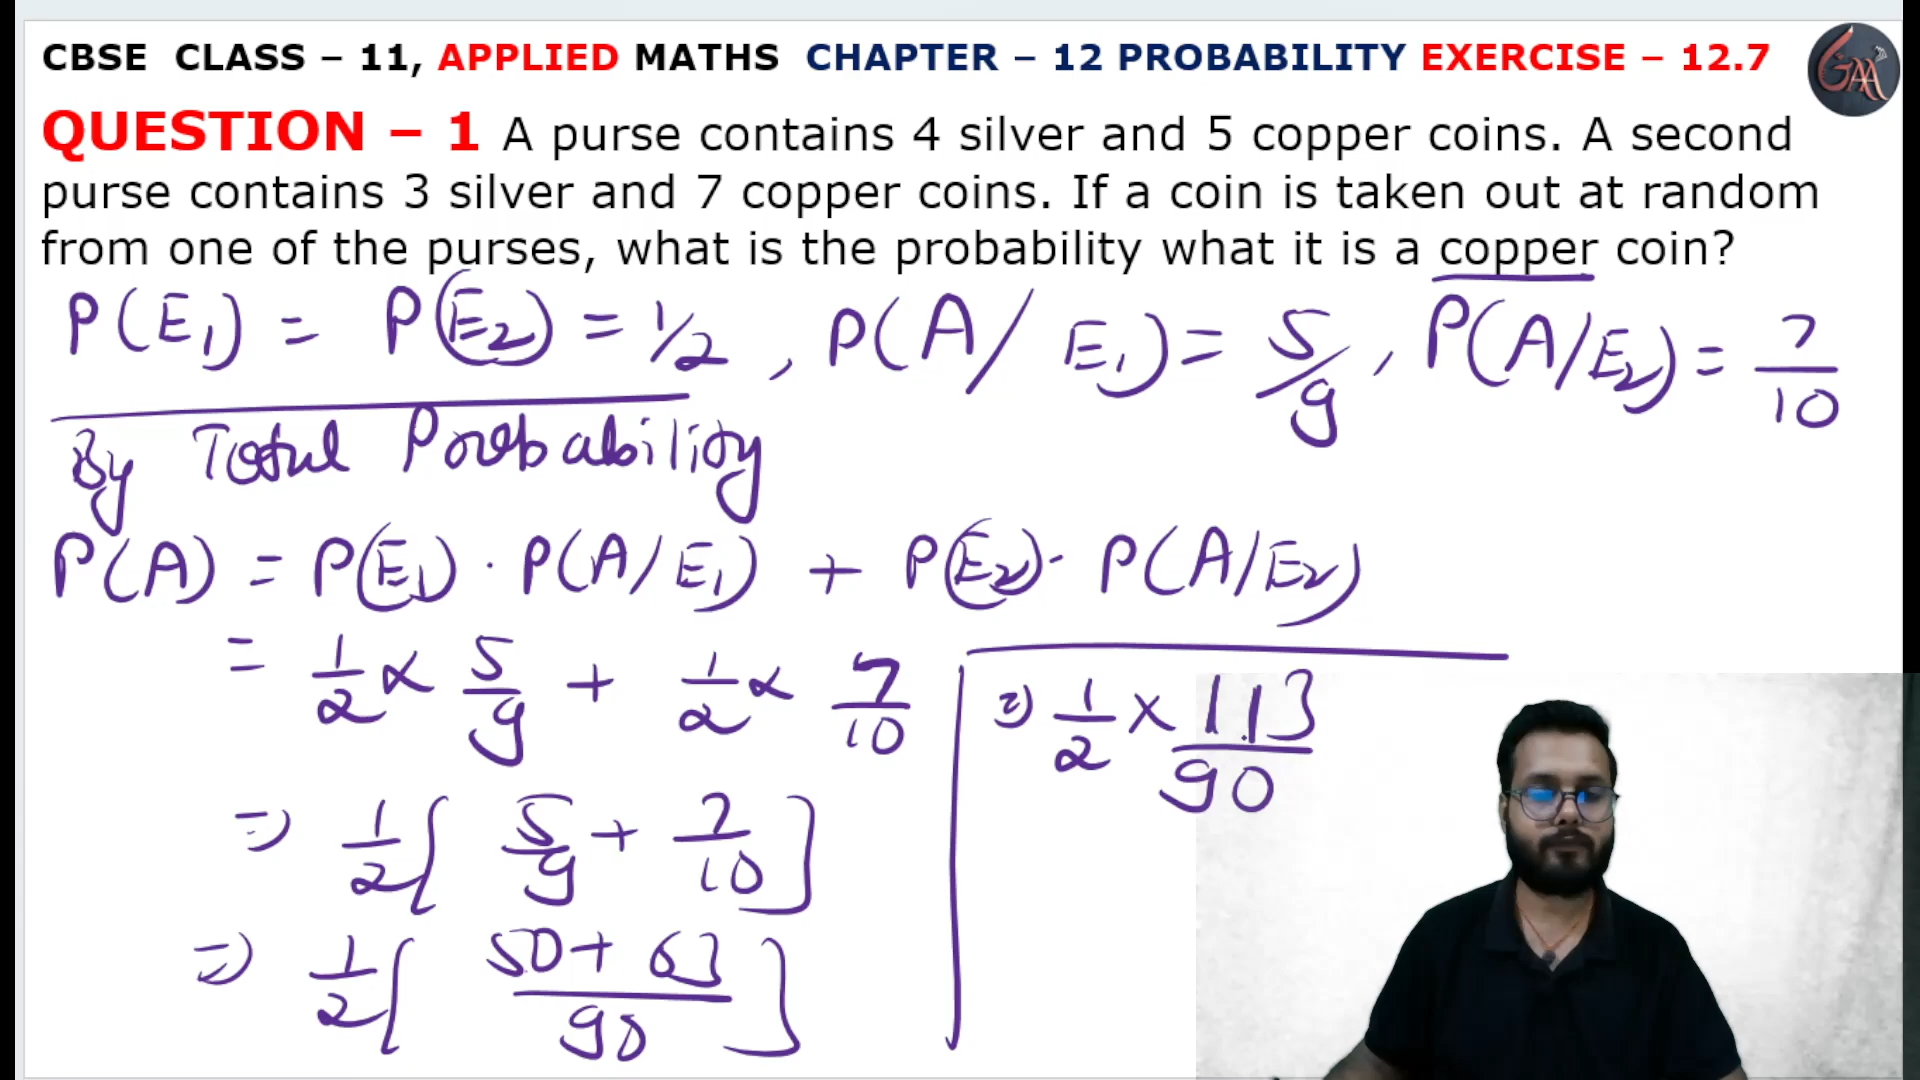 CBSE CLASS – 11, APPLIED MATHS CHAPTER – 12 PROBABILITY EXERCISE – 12.7
GAA
QUESTION – 1 A purse contains 4 silver and 5 copper coins. A second
purse contains 3 silver and 7 copper coins. If a coin is taken out at random
from one of the purses, what is the probability what it is a copper coin?
P(E₁) = P(E₂) = 1/2 , P(A/E₁) = 5/9 , P(A/E₂) = 7/10
By Total Probability
P(A) = P(E₁) · P(A/E₁) + P(E₂) · P(A/E₂)
= 1/2 × 5/9 + 1/2 × 7/10
⇒ 1/2 [ 5/9 + 7/10 ]
⇒ 1/2 [ (50 + 63)/90 ]
⇒ 1/2 × 113/90